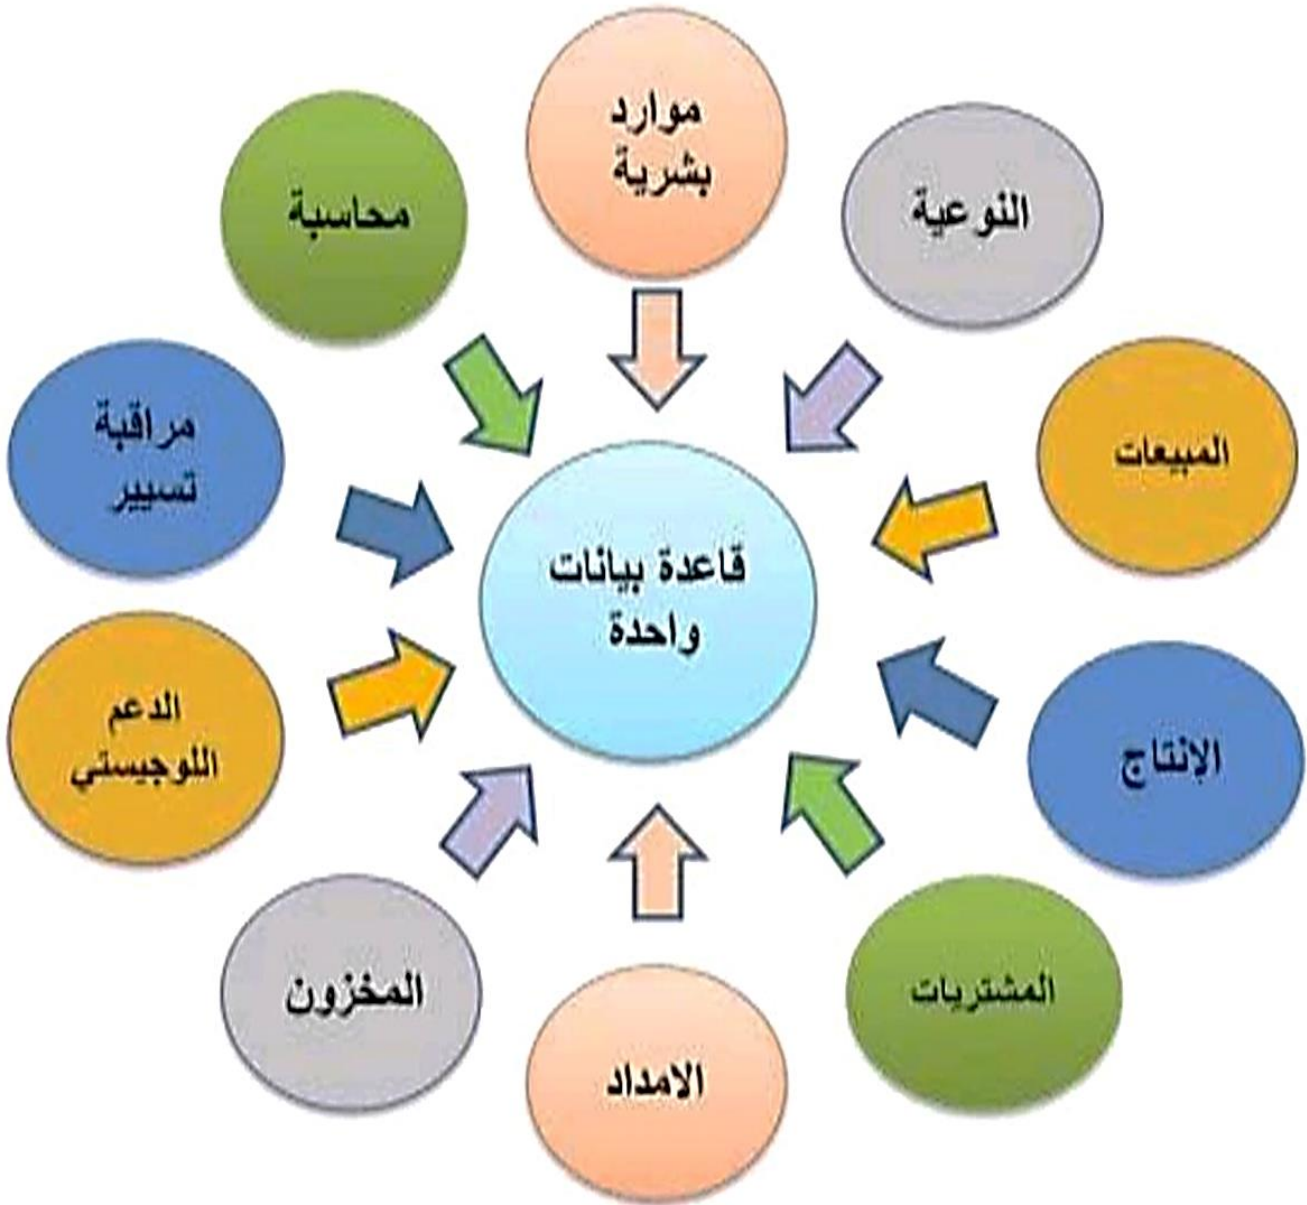 موارد
بشرية
النوعية
محاسبة
المبيعات
مراقبة
تسيير
قاعدة بيانات
واحدة
الدعم
اللوجيستي
الإنتاج
المخزون
المشتريات
الامداد